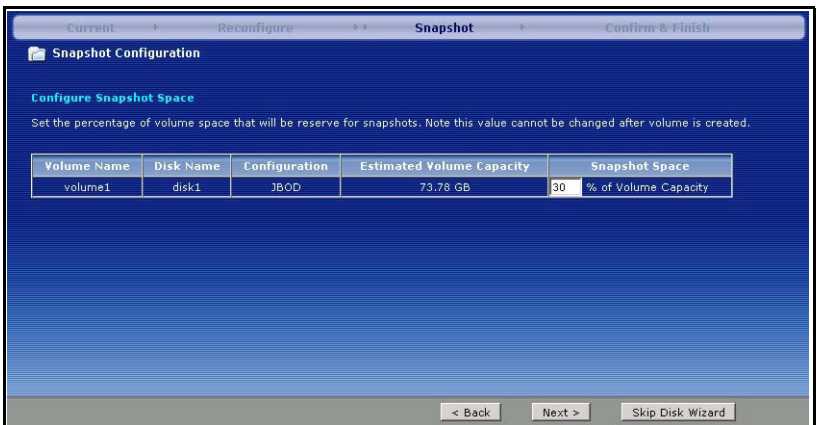 Current Reconfigure Snapshot Confirm & Finish
Snapshot Configuration
Configure Snapshot Space
Set the percentage of volume space that will be reserve for snapshots. Note this value cannot be changed after volume is created.
Volume Name Disk Name Configuration Estimated Volume Capacity Snapshot Space
volume1 disk1 JBOD 73.78 GB 30 % of Volume Capacity
< Back Next > Skip Disk Wizard